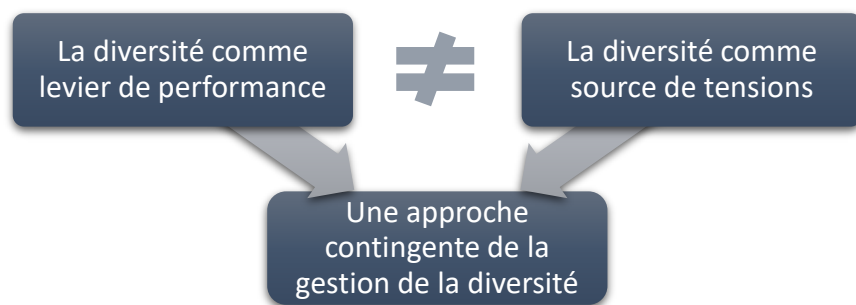 La diversité comme
levier de performance
≠
La diversité comme
source de tensions
Une approche
contingente de la
gestion de la diversité